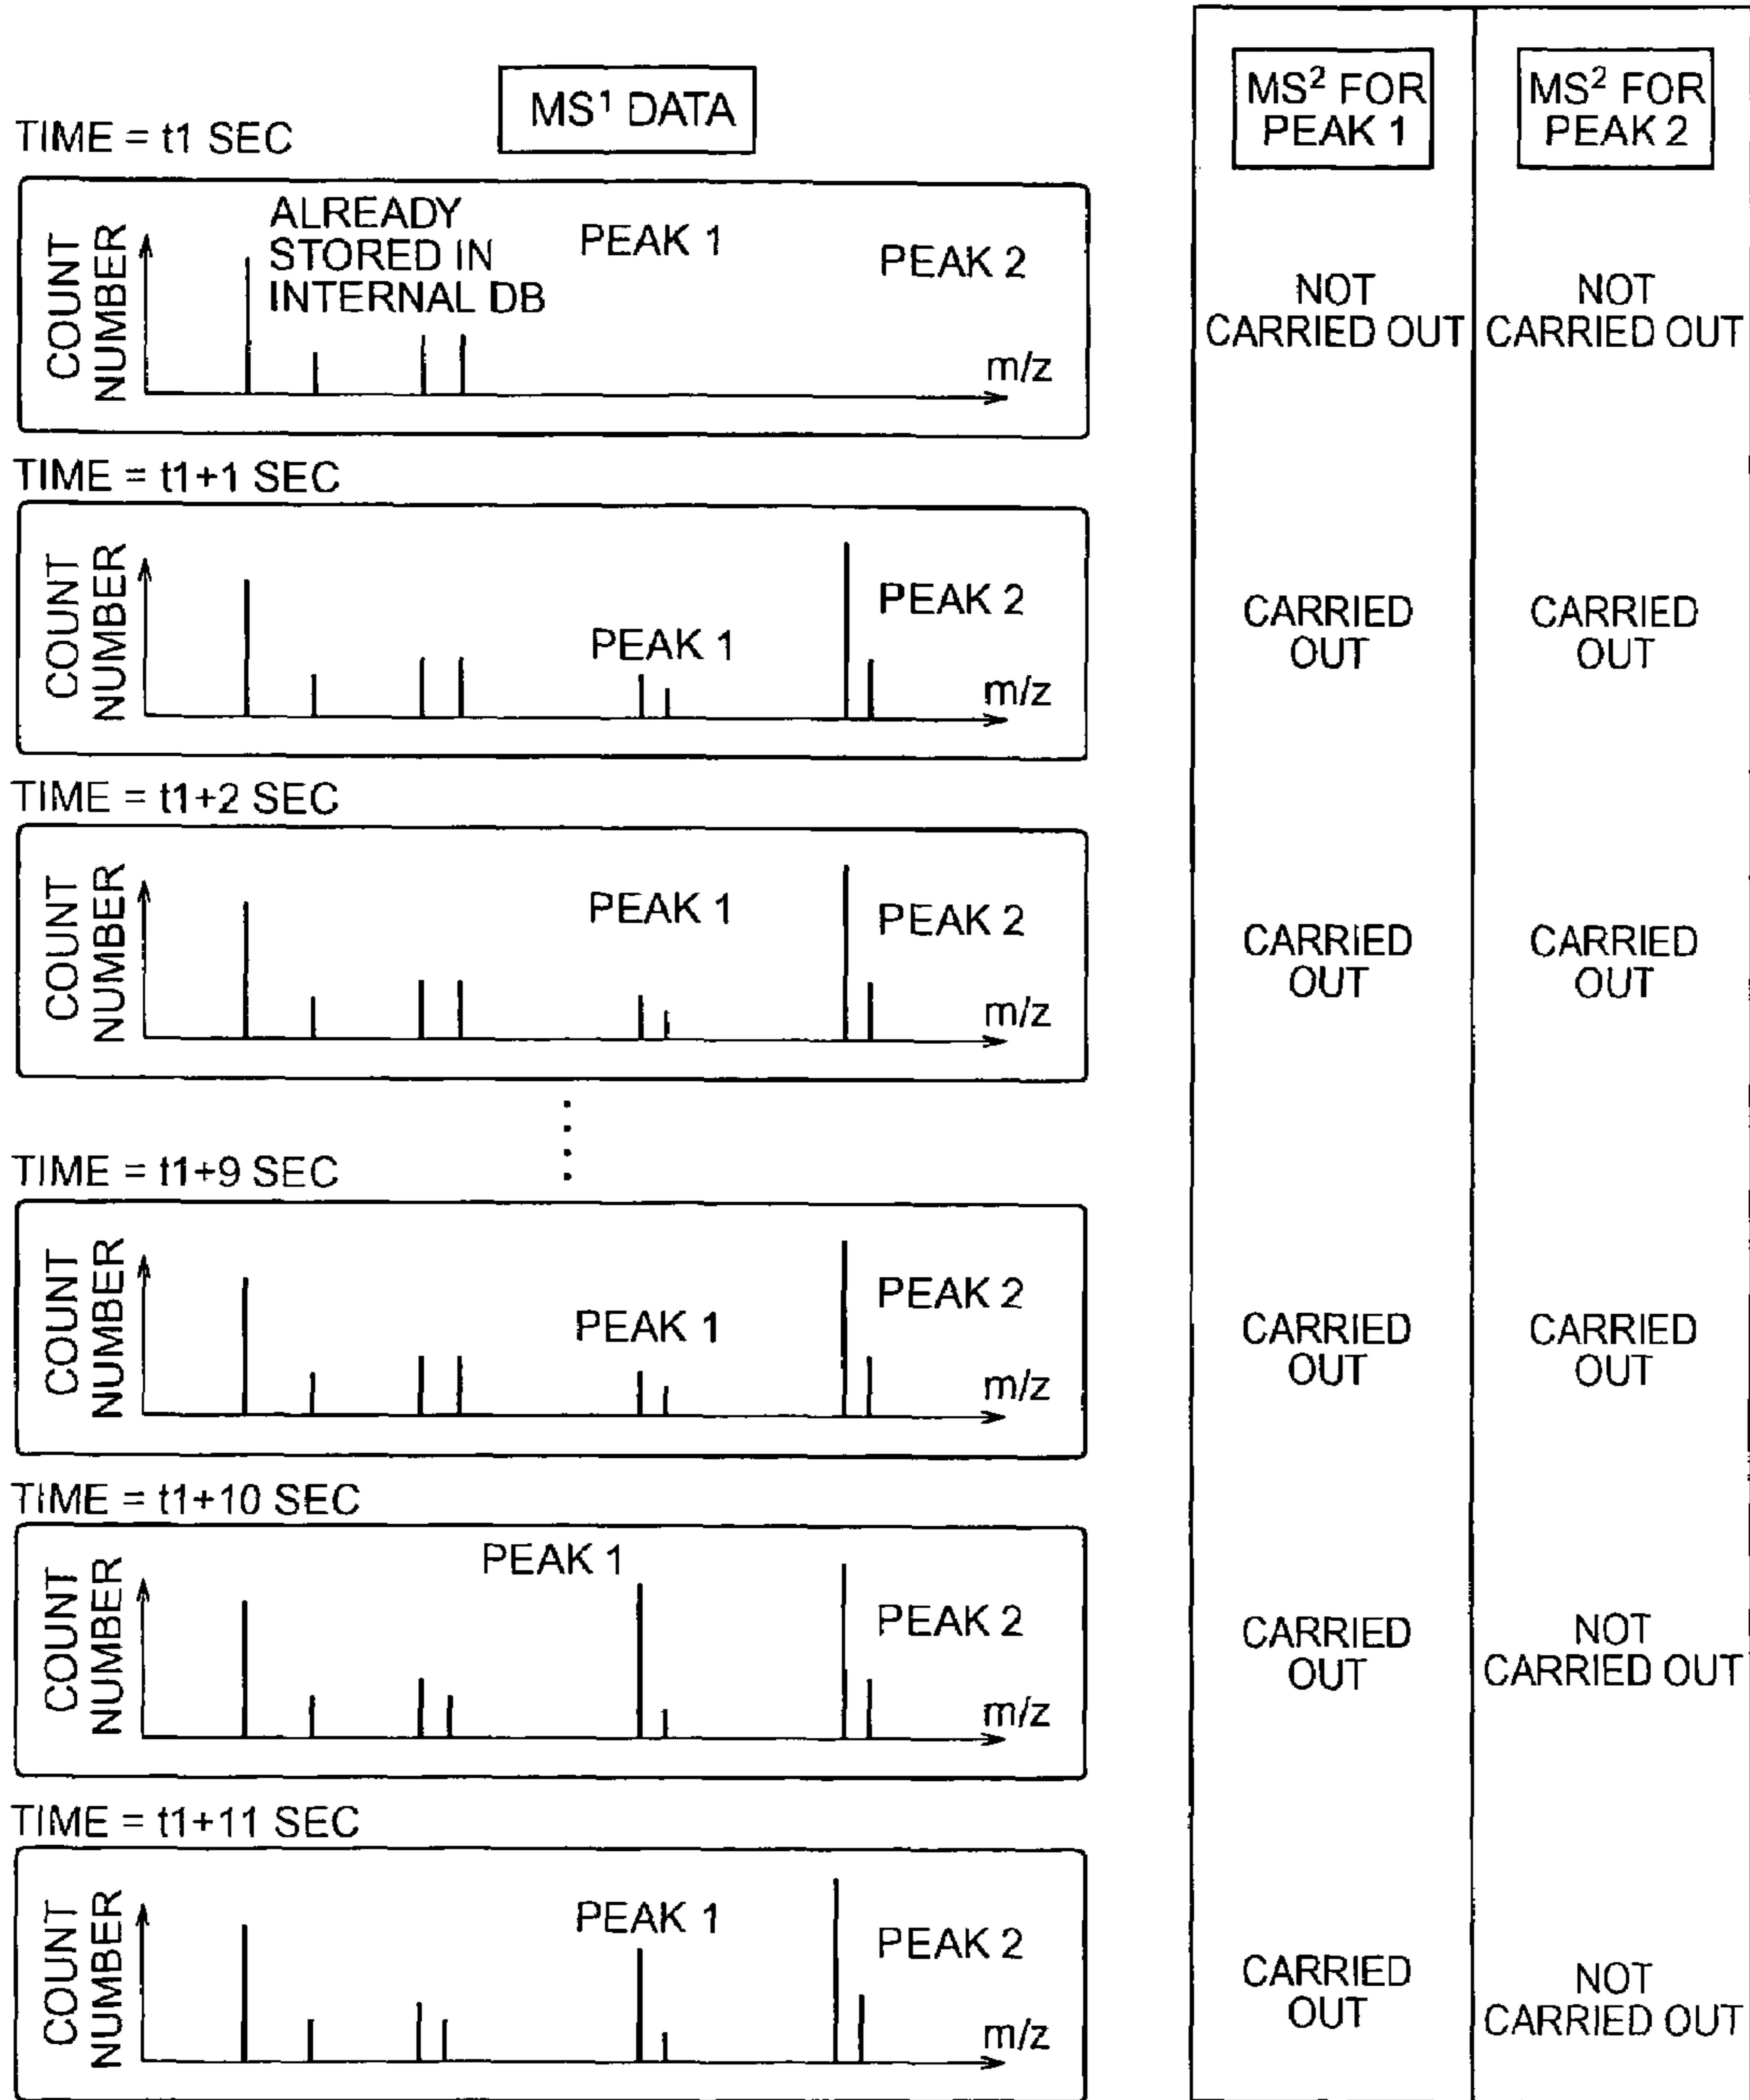 MS¹ DATA
MS² FOR
PEAK 1
MS² FOR
PEAK 2
TIME = t1 SEC
COUNT
NUMBER
ALREADY
STORED IN
INTERNAL DB
PEAK 1
PEAK 2
m/z
NOT
CARRIED OUT
NOT
CARRIED OUT
TIME = t1+1 SEC
COUNT
NUMBER
PEAK 1
PEAK 2
m/z
CARRIED
OUT
CARRIED
OUT
TIME = t1+2 SEC
COUNT
NUMBER
PEAK 1
PEAK 2
m/z
CARRIED
OUT
CARRIED
OUT
TIME = t1+9 SEC
COUNT
NUMBER
PEAK 1
PEAK 2
m/z
CARRIED
OUT
CARRIED
OUT
TIME = t1+10 SEC
COUNT
NUMBER
PEAK 1
PEAK 2
m/z
CARRIED
OUT
NOT
CARRIED OUT
TIME = t1+11 SEC
COUNT
NUMBER
PEAK 1
PEAK 2
m/z
CARRIED
OUT
NOT
CARRIED OUT